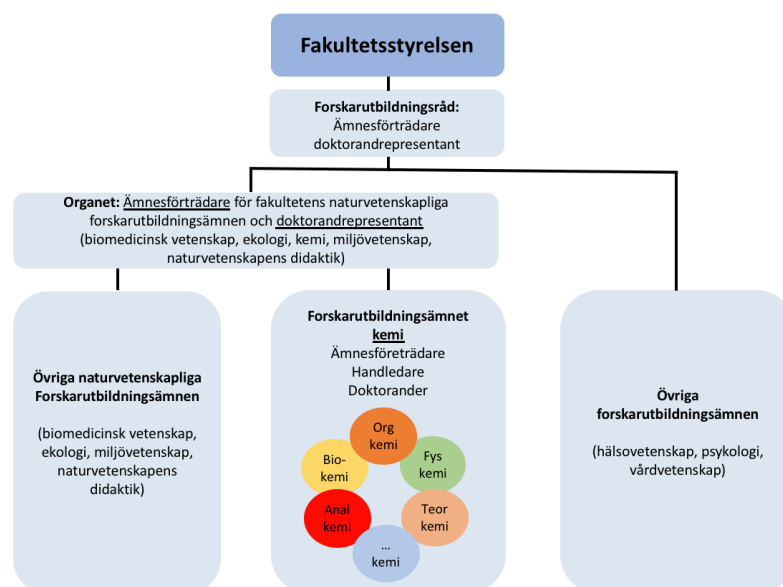 Fakultetsstyrelsen
Forskarutbildningsråd:
Ämnesförträdare
doktorandrepresentant
Organet: Ämnesförträdare för fakultetens naturvetenskapliga
forskarutbildningsämnen och doktorandrepresentant
(biomedicinsk vetenskap, ekologi, kemi, miljövetenskap,
naturvetenskapens didaktik)
Övriga naturvetenskapliga
Forskarutbildningsämnen
(biomedicinsk vetenskap,
ekologi, miljövetenskap,
naturvetenskapens
didaktik)
Forskarutbildningsämnet
kemi
Ämnesföreträdare
Handledare
Doktorander
Org
kemi
Bio-
kemi
Fys
kemi
Anal
kemi
Teor
kemi
...
kemi
Övriga
forskarutbildningsämnen
(hälsovetenskap, psykologi,
vårdvetenskap)